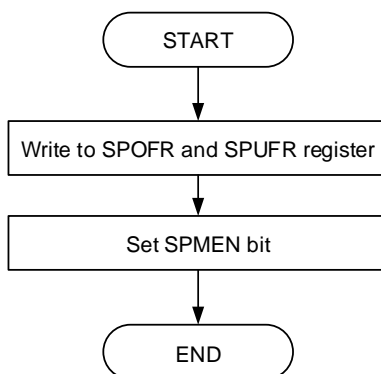 START
Write to SPOFR and SPUFR register
Set SPMEN bit
END